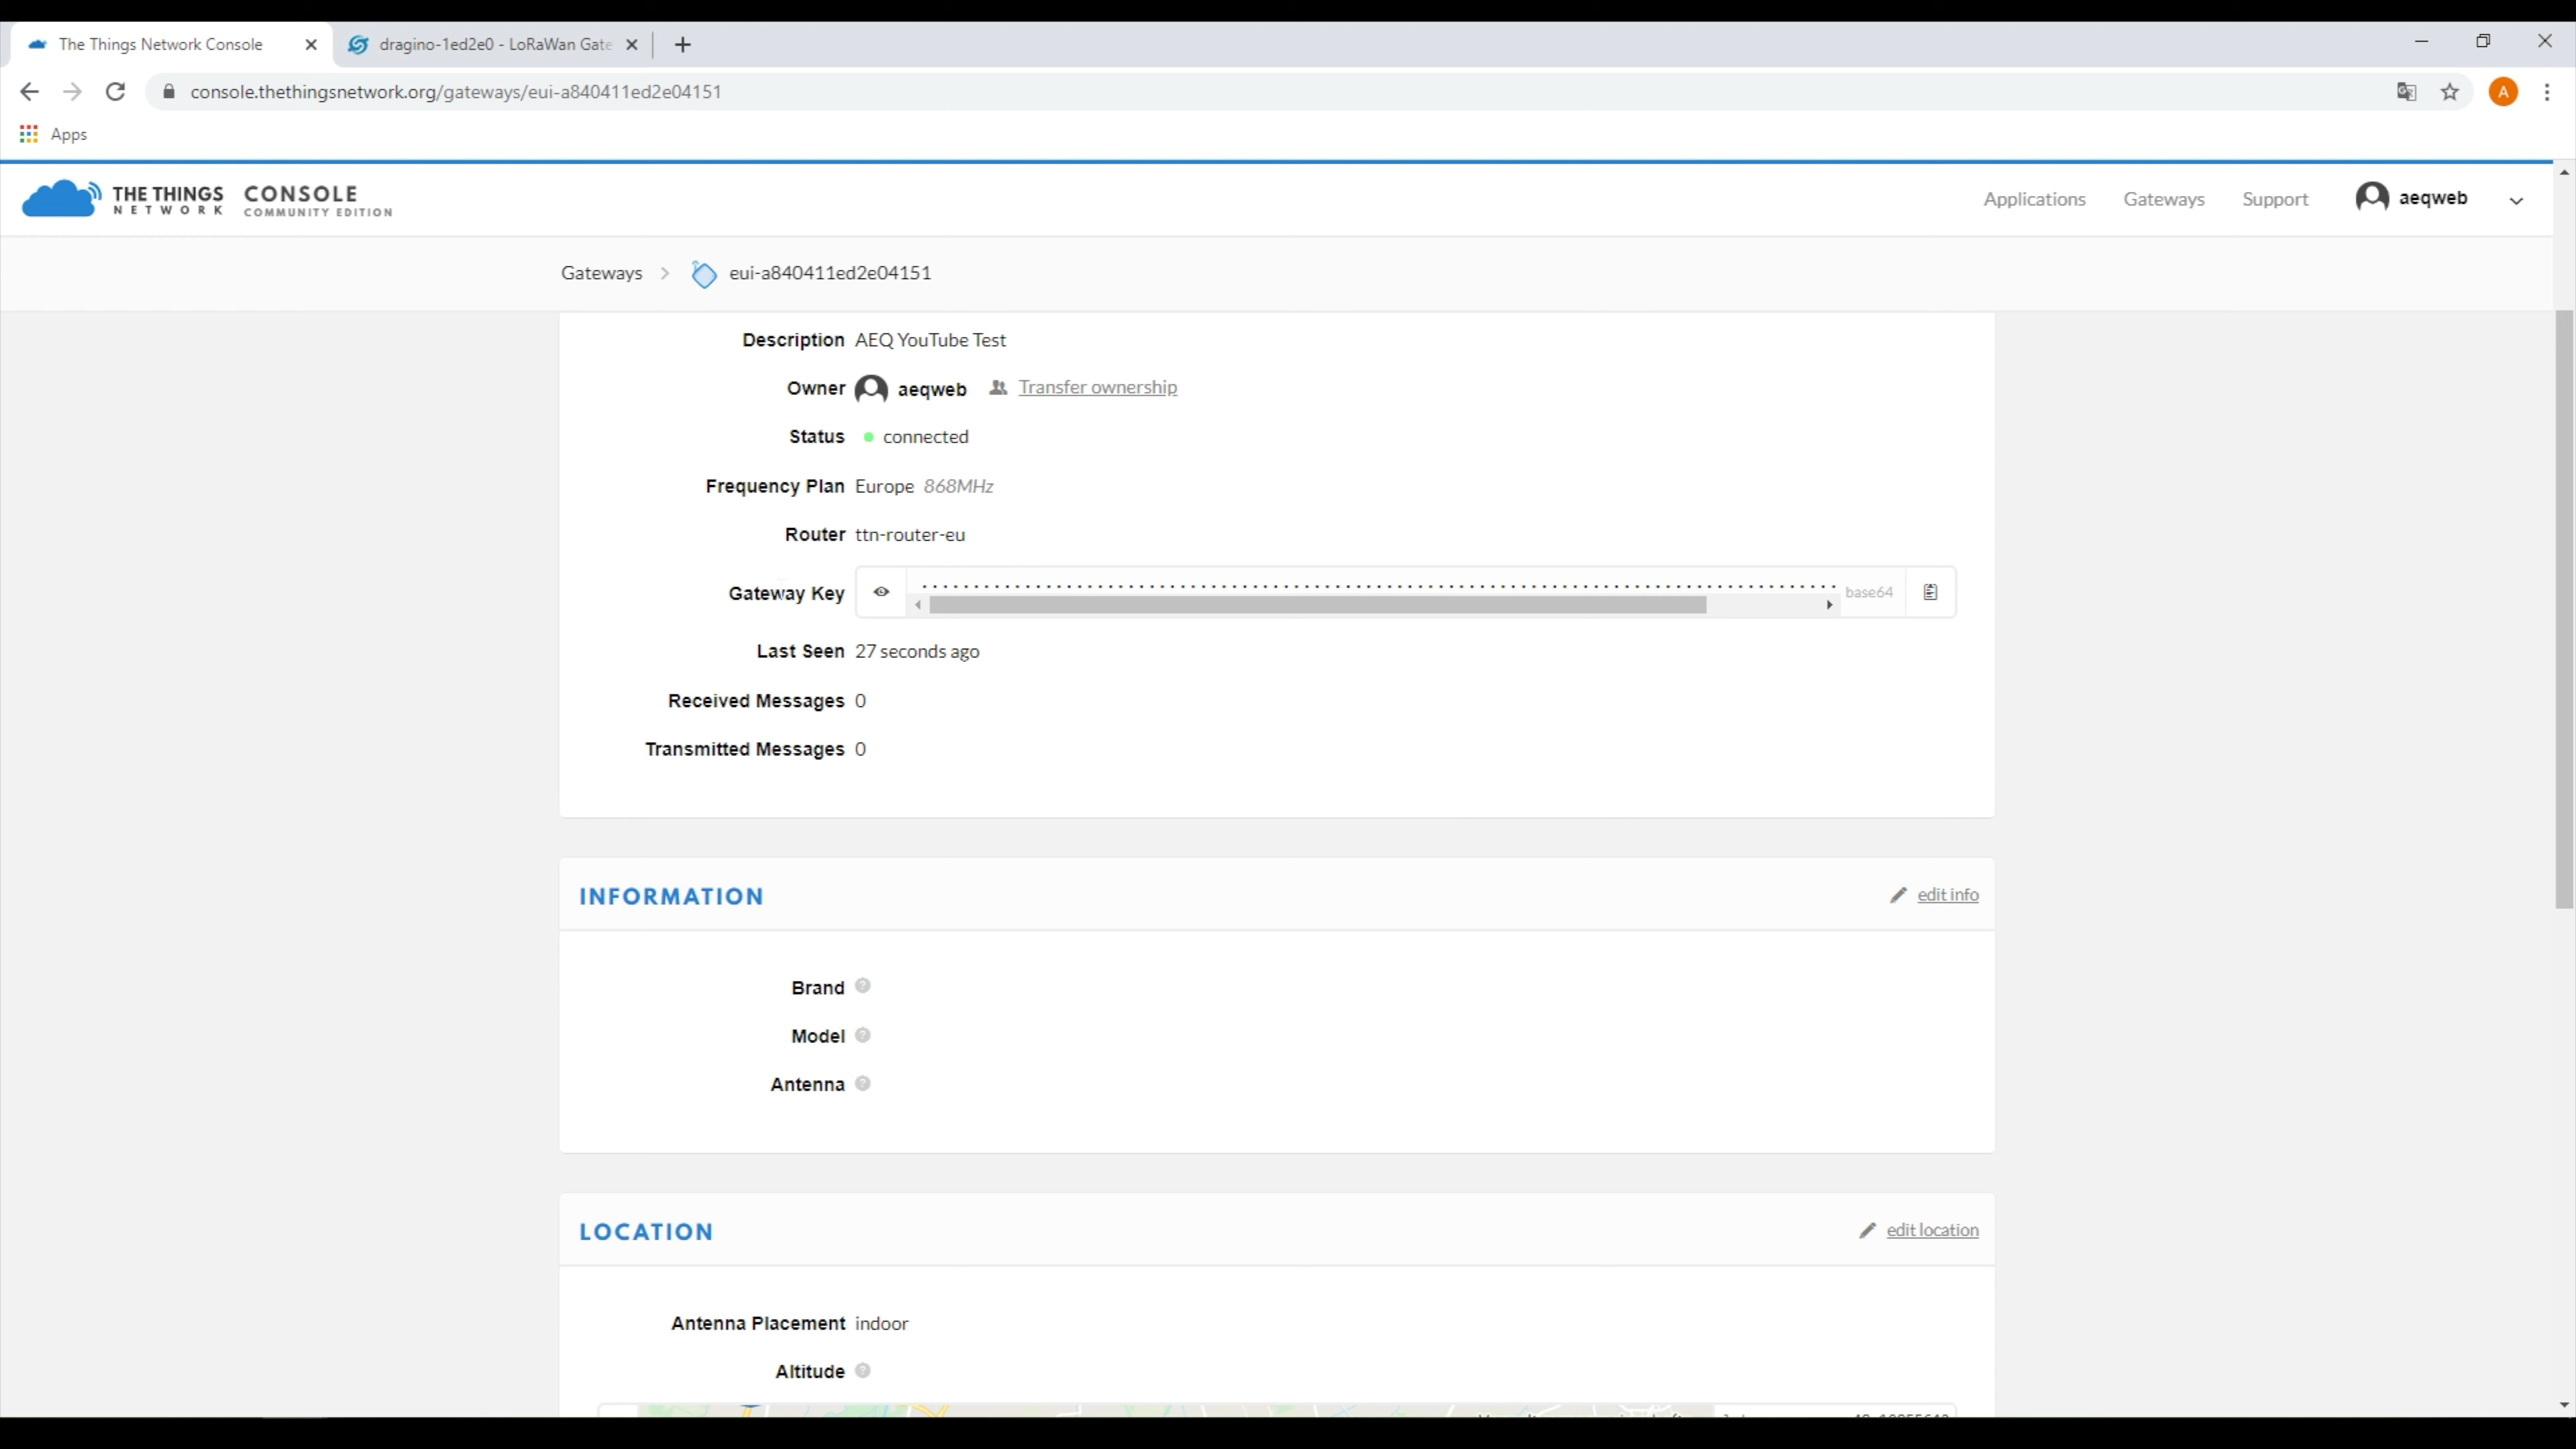 The Things Network Console
dragino-1ed2e0 - LoRaWan Gate
console.thethingsnetwork.org/gateways/eui-a840411ed2e04151
A
Apps
THE THINGS NETWORK
CONSOLE
COMMUNITY EDITION
Applications
Gateways
Support
aeqweb
Gateways
eui-a840411ed2e04151
Description AEQ YouTube Test
Owner aeqweb Transfer ownership
Status connected
Frequency Plan Europe 868MHz
Router ttn-router-eu
Gateway Key base64
Last Seen 27 seconds ago
Received Messages 0
Transmitted Messages 0
INFORMATION
edit info
Brand
Model
Antenna
LOCATION
edit location
Antenna Placement indoor
Altitude